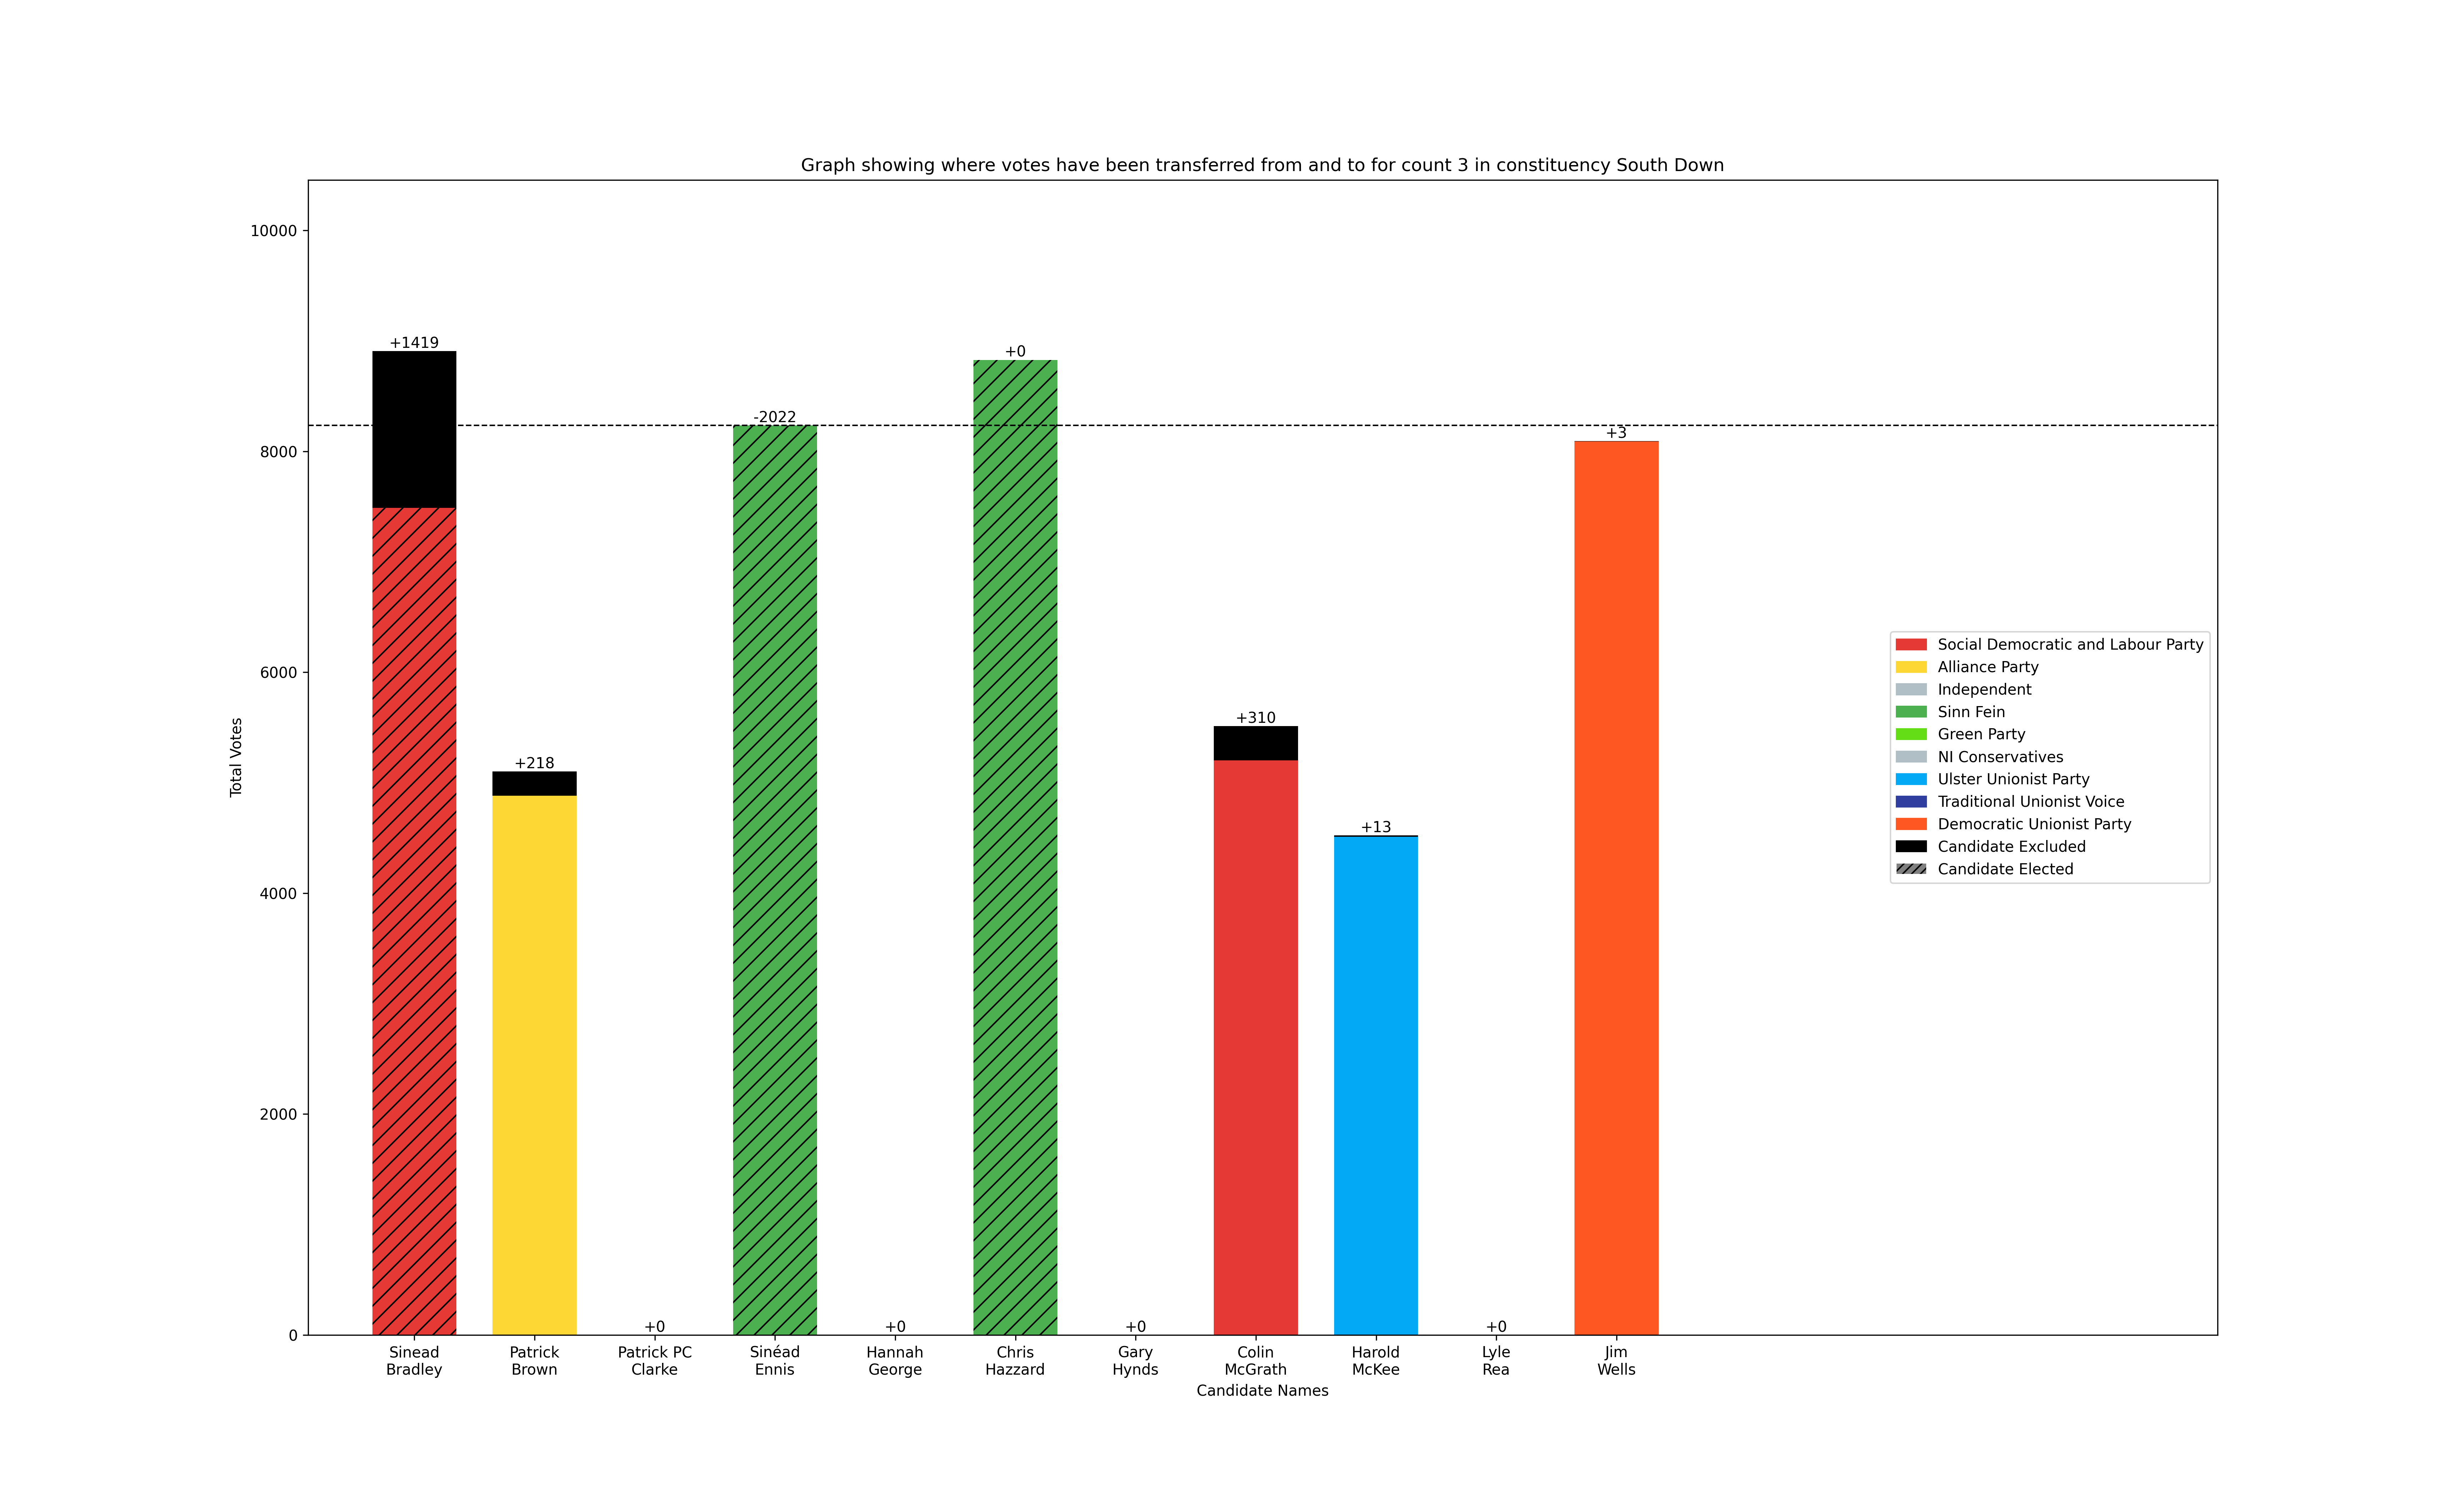 Graph showing where votes have been transferred from and to for count 3 in constituency South Down
Total Votes
10000
8000
6000
4000
2000
0
+1419
+218
+0
-2022
+0
+0
+0
+310
+13
+0
+3
Sinead
Bradley
Patrick
Brown
Patrick PC
Clarke
Sinéad
Ennis
Hannah
George
Chris
Hazzard
Gary
Hynds
Colin
McGrath
Harold
McKee
Lyle
Rea
Jim
Wells
Candidate Names
Social Democratic and Labour Party
Alliance Party
Independent
Sinn Fein
Green Party
NI Conservatives
Ulster Unionist Party
Traditional Unionist Voice
Democratic Unionist Party
Candidate Excluded
Candidate Elected